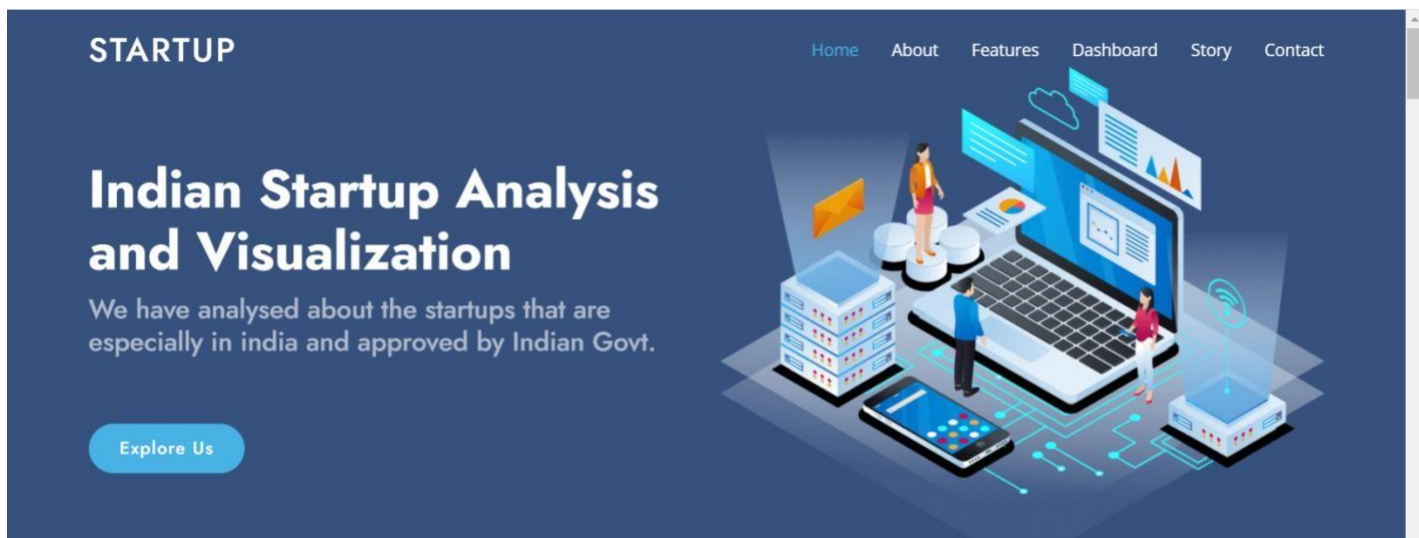 STARTUP
Home About Features Dashboard Story Contact
Indian Startup Analysis
and Visualization
We have analysed about the startups that are
especially in india and approved by Indian Govt.
Explore Us